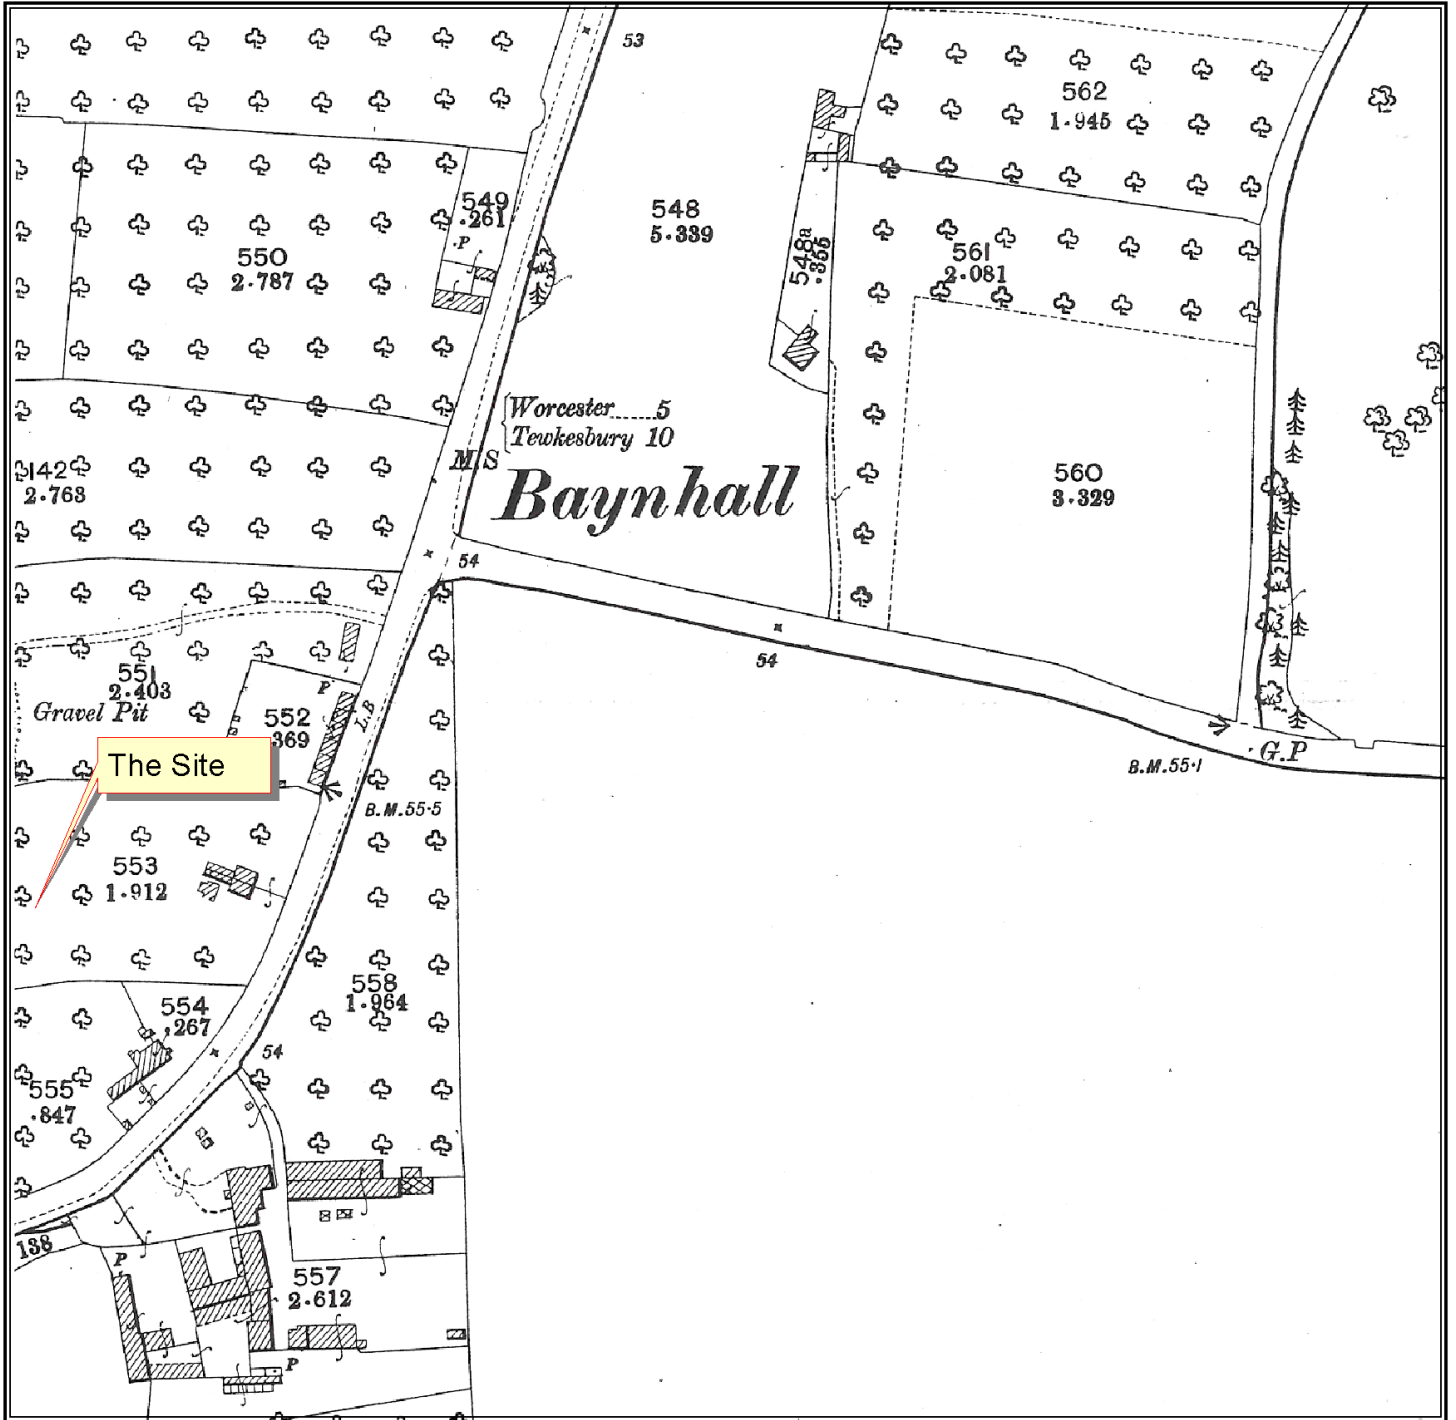 53
562
1·945
549
.261
P
548
5·339
548a
.355
550
2·787
561
2·081
Worcester......5
Tewkesbury 10
M.S
142
2·763
Baynhall
560
3·329
54
551
2·403
Gravel Pit
P
552
.369
L.B
54
The Site
G.P
B.M.55·1
B.M.55·5
553
1·912
558
1·964
554
.267
54
555
.847
138
P
557
2·612
P